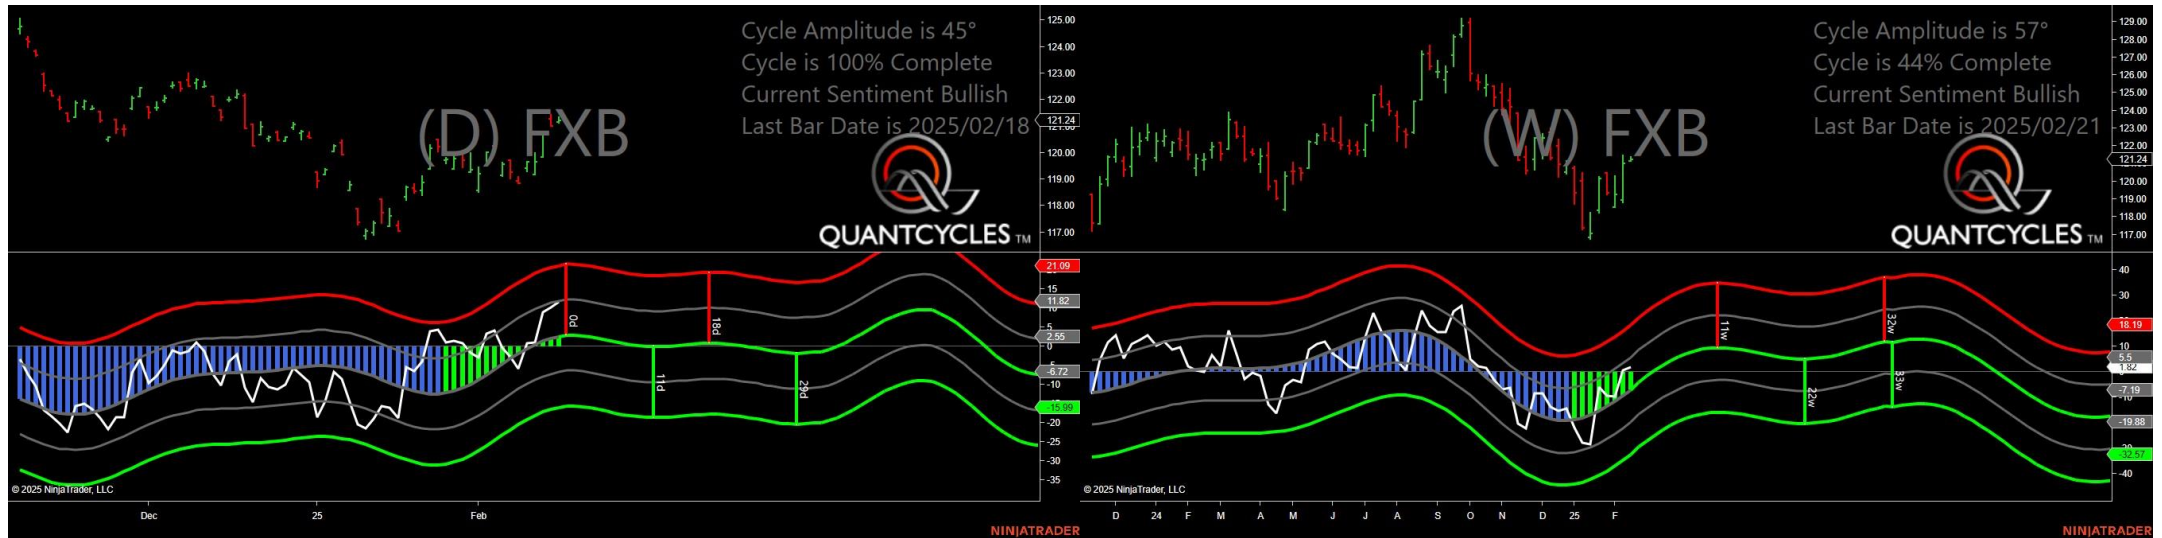 Cycle Amplitude is 45°
Cycle is 100% Complete
Current Sentiment Bullish
Last Bar Date is 2025/02/18
(D) FXB
QUANTCYCLES TM
125.00
124.00
123.00
122.00
121.24
120.00
119.00
118.00
117.00
21.09
15
11.82
5
2.55
0
-6.72
-10
-15.99
-20
-25
-30
-35
0d
11d
18d
29d
© 2025 NinjaTrader, LLC
Dec
25
Feb
NINJATRADER
Cycle Amplitude is 57°
Cycle is 44% Complete
Current Sentiment Bullish
Last Bar Date is 2025/02/21
(W) FXB
QUANTCYCLES TM
129.00
128.00
127.00
126.00
125.00
124.00
123.00
122.00
121.24
120.00
119.00
118.00
117.00
40
30
18.19
10
5.5
1.82
-7.19
-10
-19.88
-32.57
-40
11w
22w
32w
33w
© 2025 NinjaTrader, LLC
D 24 F M A M J J A S O N D 25 F
NINJATRADER